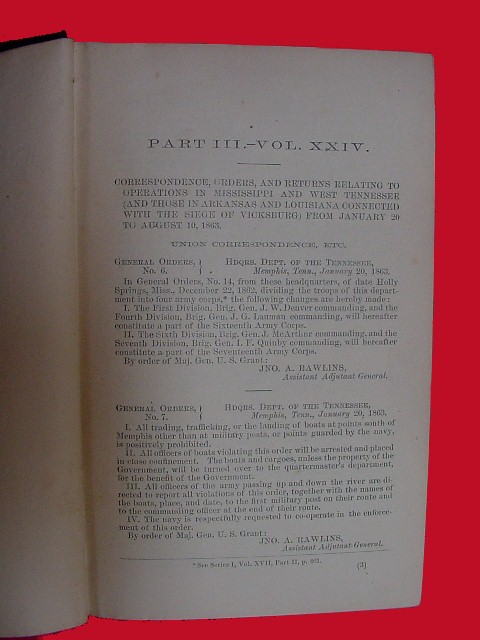 PART III.—VOL. XXIV.
CORRESPONDENCE, ORDERS, AND RETURNS RELATING TO
OPERATIONS IN MISSISSIPPI AND WEST TENNESSEE
(AND THOSE IN ARKANSAS AND LOUISIANA CONNECTED
WITH THE SIEGE OF VICKSBURG) FROM JANUARY 20
TO AUGUST 10, 1863.
UNION CORRESPONDENCE, ETC.
GENERAL ORDERS, } HDQRS. DEPT. OF THE TENNESSEE,
No. 6. } Memphis, Tenn., January 20, 1863.
In General Orders, No. 14, from these headquarters, of date Holly
Springs, Miss., December 22, 1862, dividing the troops of this depart-
ment into four army corps,* the following changes are hereby made:
I. The First Division, Brig. Gen. J. W. Denver commanding, and the
Fourth Division, Brig. Gen. J. G. Lauman commanding, will hereafter
constitute a part of the Sixteenth Army Corps.
II. The Sixth Division, Brig. Gen. J. McArthur commanding, and the
Seventh Division, Brig. Gen. I. F. Quinby commanding, will hereafter
constitute a part of the Seventeenth Army Corps.
By order of Maj. Gen. U. S. Grant:
JNO. A. RAWLINS,
Assistant Adjutant General.
GENERAL ORDERS, } HDQRS. DEPT. OF THE TENNESSEE,
No. 7. } Memphis, Tenn., January 20, 1863.
I. All trading, trafficking, or the landing of boats at points south of
Memphis other than at military posts, or points guarded by the navy,
is positively prohibited.
II. All officers of boats violating this order will be arrested and placed
in close confinement. The boats and cargoes, unless the property of the
Government, will be turned over to the quartermaster's department,
for the benefit of the Government.
III. All officers of the army passing up and down the river are di-
rected to report all violations of this order, together with the names of
the boats, place, and date, to the first military post on their route and
to the commanding officer at the end of their route.
IV. The navy is respectfully requested to co-operate in the enforce-
ment of this order.
By order of Maj. Gen. U. S. Grant:
JNO. A. RAWLINS,
Assistant Adjutant-General.
*See Series I, Vol. XVII, Part II, p. 461.
(3)